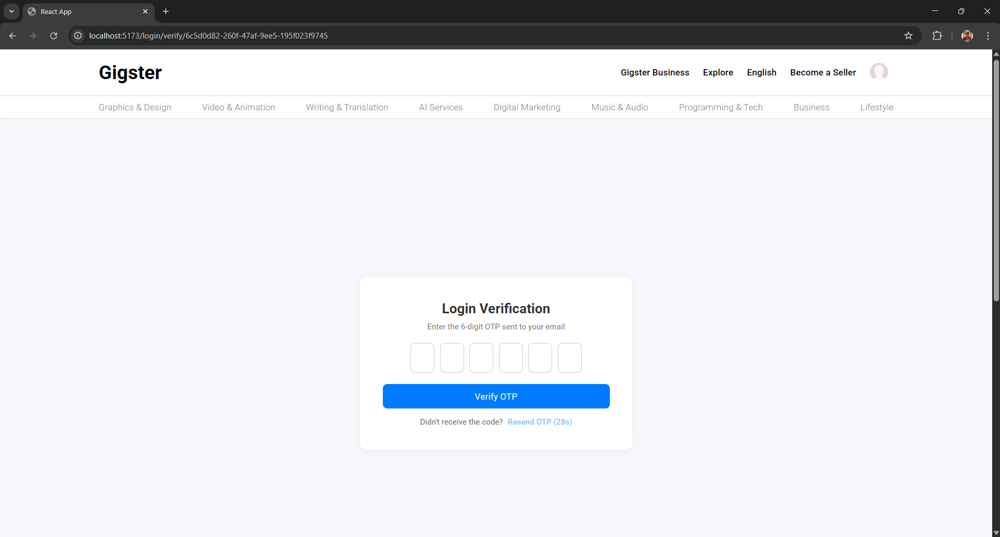 React App
localhost:5173/login/verify/6c5d0d82-260f-47af-9ee5-195f023f9745
Gigster
Gigster Business Explore English Become a Seller
Graphics & Design Video & Animation Writing & Translation AI Services Digital Marketing Music & Audio Programming & Tech Business Lifestyle
Login Verification
Enter the 6-digit OTP sent to your email
Verify OTP
Didn't receive the code? Resend OTP (28s)